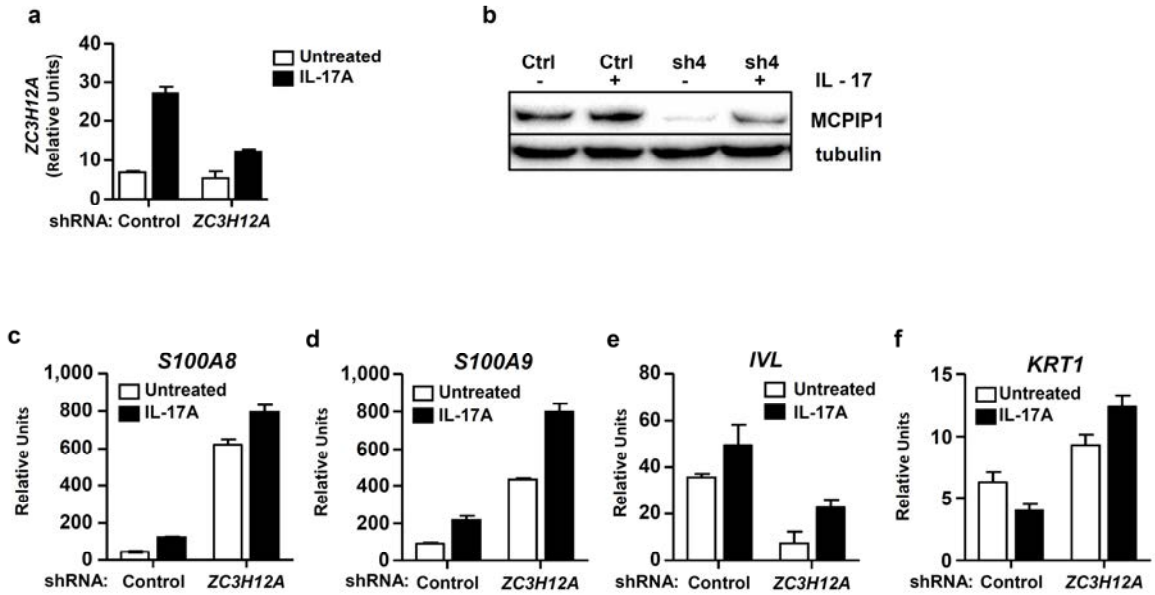 a
ZC3H12A
(Relative Units)
40
30
20
10
0
Untreated
IL-17A
shRNA: Control ZC3H12A
b
Ctrl Ctrl sh4 sh4
- + - + IL - 17
MCPIP1
tubulin
c
S100A8
Relative Units
1,000
800
600
400
200
0
Untreated
IL-17A
shRNA: Control ZC3H12A
d
S100A9
Relative Units
1,000
800
600
400
200
0
Untreated
IL-17A
shRNA: Control ZC3H12A
e
IVL
Relative Units
80
60
40
20
0
Untreated
IL-17A
shRNA: Control ZC3H12A
f
KRT1
Relative Units
15
10
5
0
Untreated
IL-17A
shRNA: Control ZC3H12A